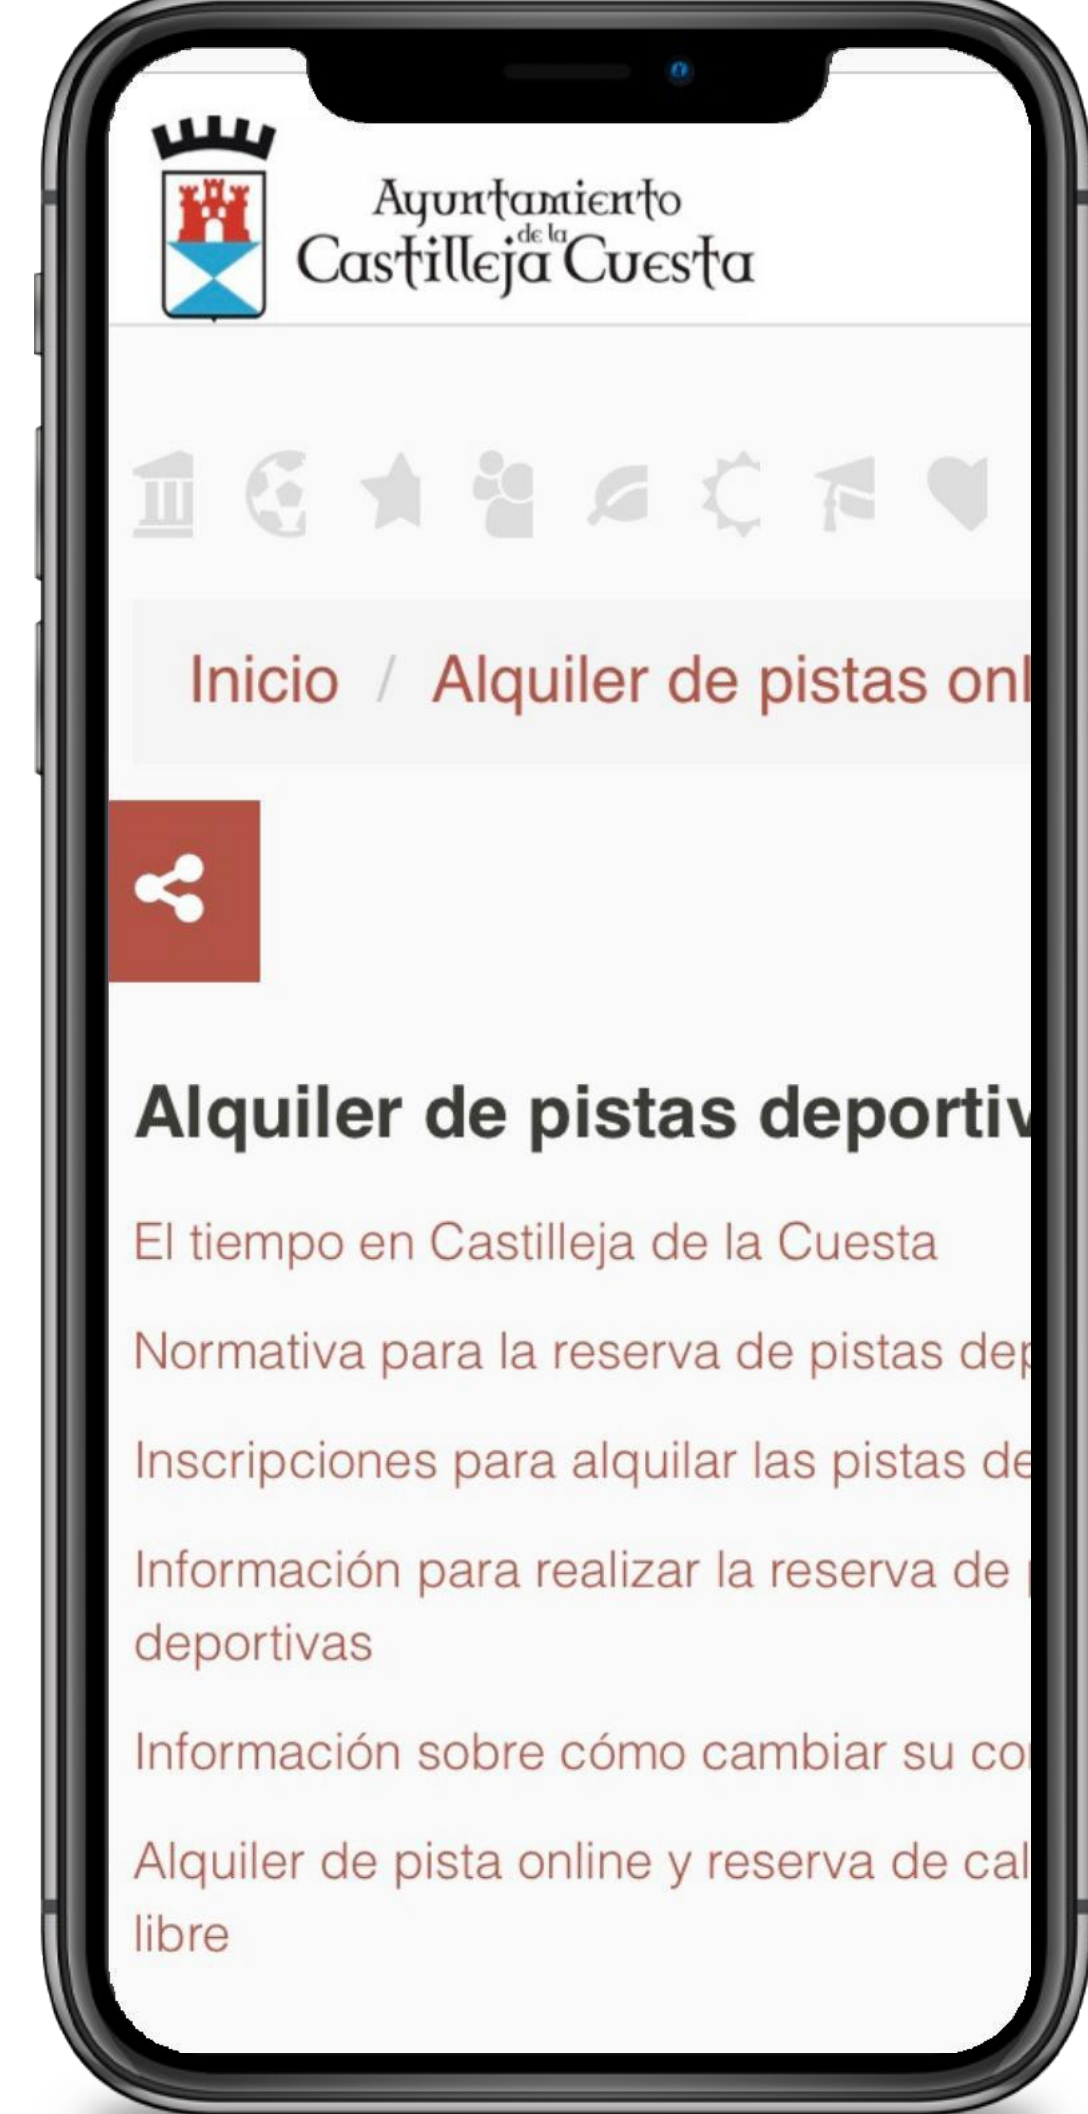 Ayuntamiento
de la
Castilleja Cuesta
Inicio / Alquiler de pistas onl
Alquiler de pistas deportiv
El tiempo en Castilleja de la Cuesta
Normativa para la reserva de pistas dep
Inscripciones para alquilar las pistas de
Información para realizar la reserva de
deportivas
Información sobre cómo cambiar su co
Alquiler de pista online y reserva de cal
libre